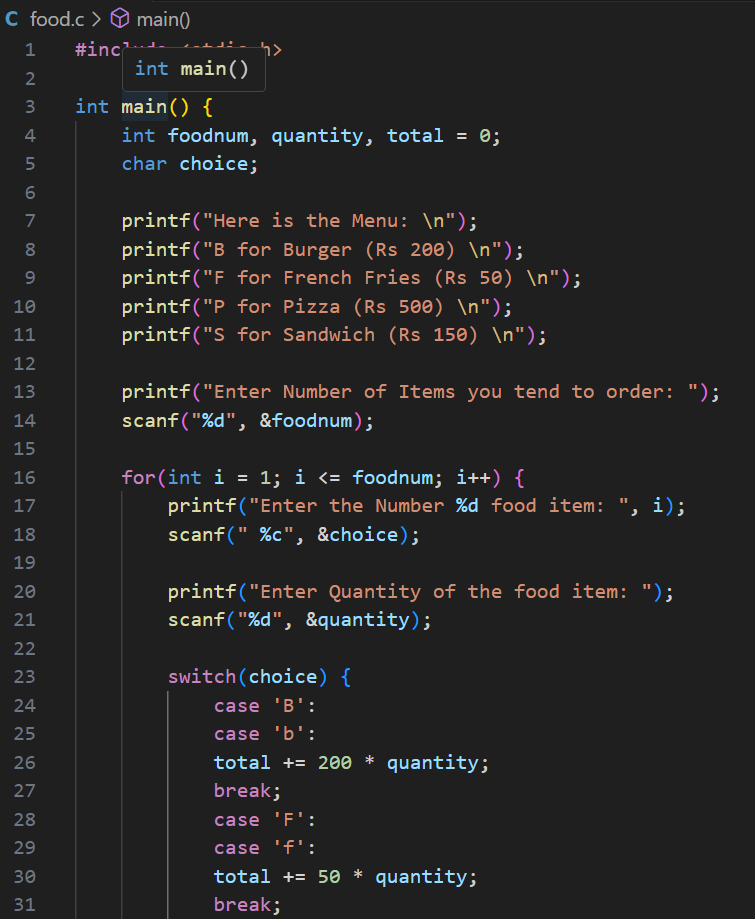 C food.c > main()
1 #include <stdio.h>
int main()
2
3 int main() {
4 int foodnum, quantity, total = 0;
5 char choice;
6
7 printf("Here is the Menu: \n");
8 printf("B for Burger (Rs 200) \n");
9 printf("F for French Fries (Rs 50) \n");
10 printf("P for Pizza (Rs 500) \n");
11 printf("S for Sandwich (Rs 150) \n");
12
13 printf("Enter Number of Items you tend to order: ");
14 scanf("%d", &foodnum);
15
16 for(int i = 1; i <= foodnum; i++) {
17 printf("Enter the Number %d food item: ", i);
18 scanf(" %c", &choice);
19
20 printf("Enter Quantity of the food item: ");
21 scanf("%d", &quantity);
22
23 switch(choice) {
24 case 'B':
25 case 'b':
26 total += 200 * quantity;
27 break;
28 case 'F':
29 case 'f':
30 total += 50 * quantity;
31 break;